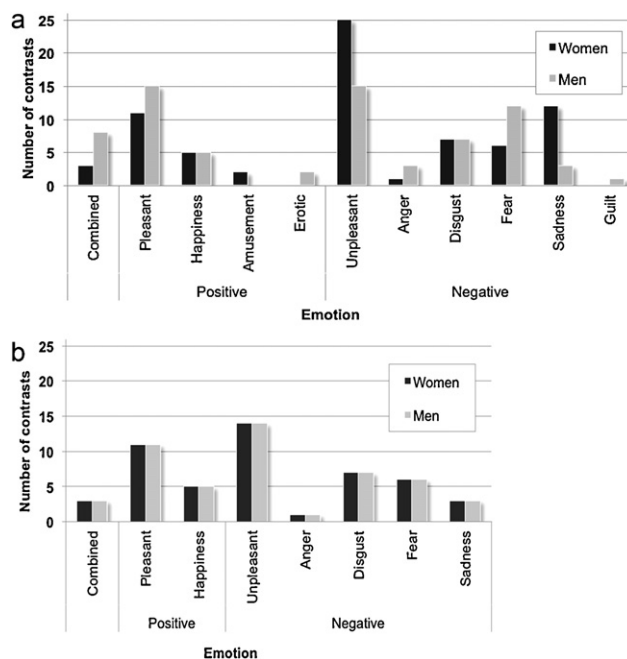 a
Number of contrasts
25
20
15
10
5
0
Women
Men
Combined
Pleasant
Happiness
Amusement
Erotic
Unpleasant
Anger
Disgust
Fear
Sadness
Guilt
Positive
Negative
Emotion
b
Number of contrasts
25
20
15
10
5
0
Women
Men
Combined
Pleasant
Happiness
Unpleasant
Anger
Disgust
Fear
Sadness
Positive
Negative
Emotion